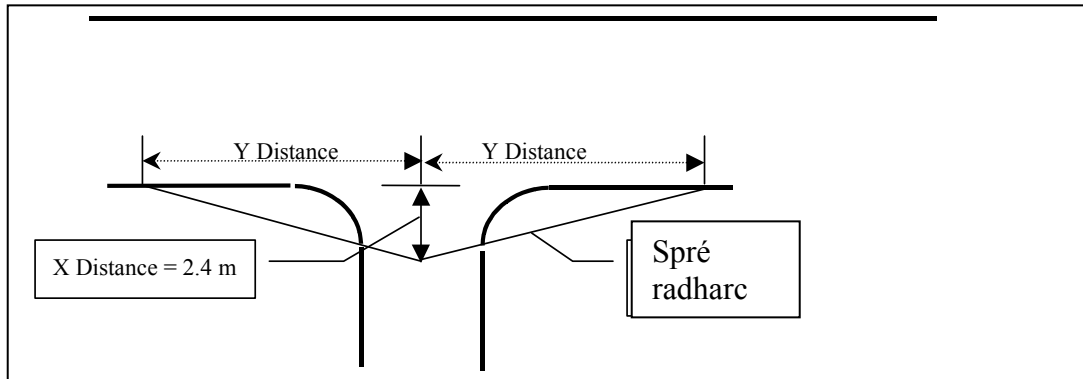 Y Distance
Y Distance
X Distance = 2.4 m
Spré
radharc